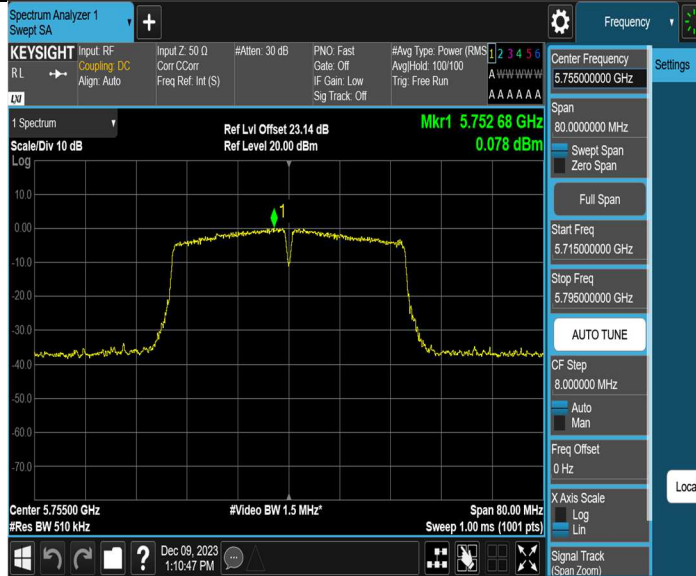 Spectrum Analyzer 1
Swept SA
+
Frequency
KEYSIGHT
RL
LXI
Input: RF
Coupling: DC
Align: Auto
Input Z: 50 Ω
Corr CCorr
Freq Ref: Int (S)
#Atten: 30 dB
PNO: Fast
Gate: Off
IF Gain: Low
Sig Track: Off
#Avg Type: Power (RMS
Avg|Hold: 100/100
Trig: Free Run
1 2 3 4 5 6
A W W W W W
A A A A A A
1 Spectrum
Scale/Div 10 dB
Log
Ref Lvl Offset 23.14 dB
Ref Level 20.00 dBm
Mkr1 5.752 68 GHz
0.078 dBm
1
10.0
0.00
-10.0
-20.0
-30.0
-40.0
-50.0
-60.0
-70.0
Center 5.75500 GHz
#Res BW 510 kHz
#Video BW 1.5 MHz*
Span 80.00 MHz
Sweep 1.00 ms (1001 pts)
?
Dec 09, 2023
1:10:47 PM
Center Frequency
5.755000000 GHz
Span
80.0000000 MHz
Swept Span
Zero Span
Full Span
Start Freq
5.715000000 GHz
Stop Freq
5.795000000 GHz
AUTO TUNE
CF Step
8.000000 MHz
Auto
Man
Freq Offset
0 Hz
X Axis Scale
Log
Lin
Signal Track
(Span Zoom)
Settings
Loca